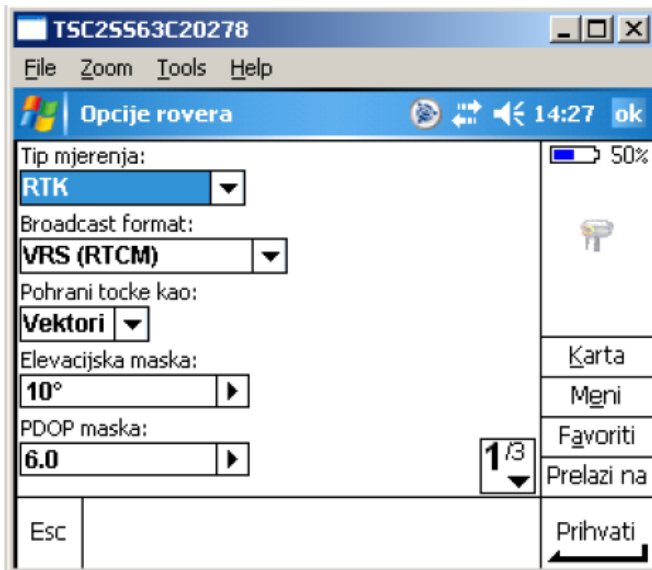 TSC2SS63C20278
File Zoom Tools Help
Opcije rovera 14:27 ok
Tip mjerenja:
RTK
Broadcast format:
VRS (RTCM)
Pohrani tocke kao:
Vektori
Elevacijska maska:
10°
PDOP maska:
6.0
1/3
50%
Karta
Meni
Favoriti
Prelazi na
Esc
Prihvati